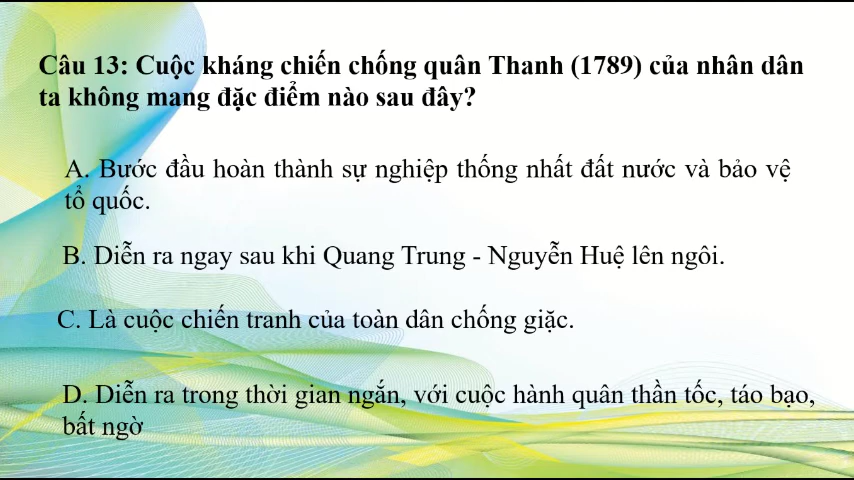 Câu 13: Cuộc kháng chiến chống quân Thanh (1789) của nhân dân
ta không mang đặc điểm nào sau đây?
A. Bước đầu hoàn thành sự nghiệp thống nhất đất nước và bảo vệ
tổ quốc.
B. Diễn ra ngay sau khi Quang Trung - Nguyễn Huệ lên ngôi.
C. Là cuộc chiến tranh của toàn dân chống giặc.
D. Diễn ra trong thời gian ngắn, với cuộc hành quân thần tốc, táo bạo,
bất ngờ